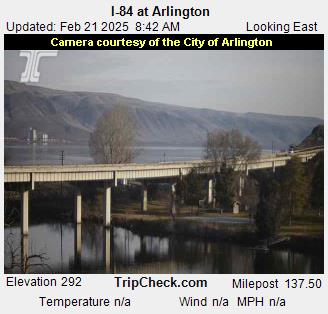 I-84 at Arlington
Updated: Feb 21 2025 8:42 AM Looking East
Camera courtesy of the City of Arlington
Elevation 292 TripCheck.com Milepost 137.50
Temperature n/a Wind n/a MPH n/a